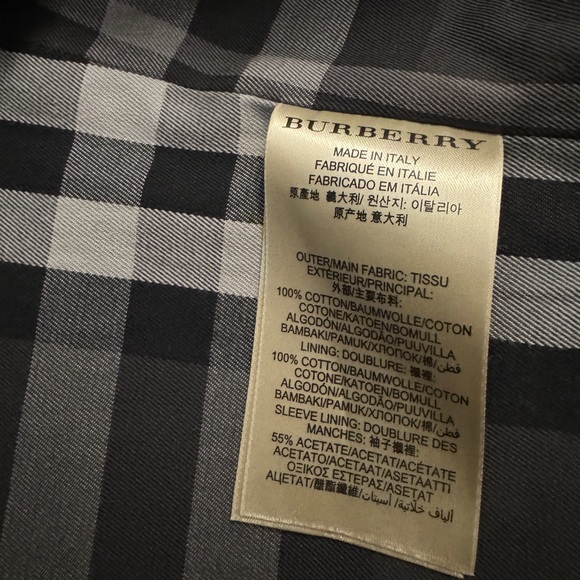 BURBERRY
MADE IN ITALY
FABRIQUÉ EN ITALIE
FABRICADO EM ITÁLIA
原產地 義大利/ 원산지: 이탈리아
原产地 意大利
OUTER/MAIN FABRIC: TISSU
EXTÉRIEUR/PRINCIPAL:
外部/主要布料:
100% COTTON/BAUMWOLLE/COTON
COTONE/KATOEN/BOMULL
ALGODÓN/ALGODÃO/PUUVILLA
BAMBAKI/PAMUK/ХЛОПОК/棉/قطن
LINING: DOUBLURE: 襯裡:
100% COTTON/BAUMWOLLE/COTON
COTONE/KATOEN/BOMULL
ALGODÓN/ALGODÃO/PUUVILLA
BAMBAKI/PAMUK/ХЛОПОК/棉/قطن
SLEEVE LINING: DOUBLURE DES
MANCHES: 袖子襯裡:
55% ACETATE/ACETAT/ACÉTATE
ACETATO/ACETAAT/ASETAATTI
ΟΞΙΚΟΣ ΕΣΤΕΡΑΣ/ASETAT
АЦЕТАТ/醋酯纖維/أسيتات/ألياف خلاتية